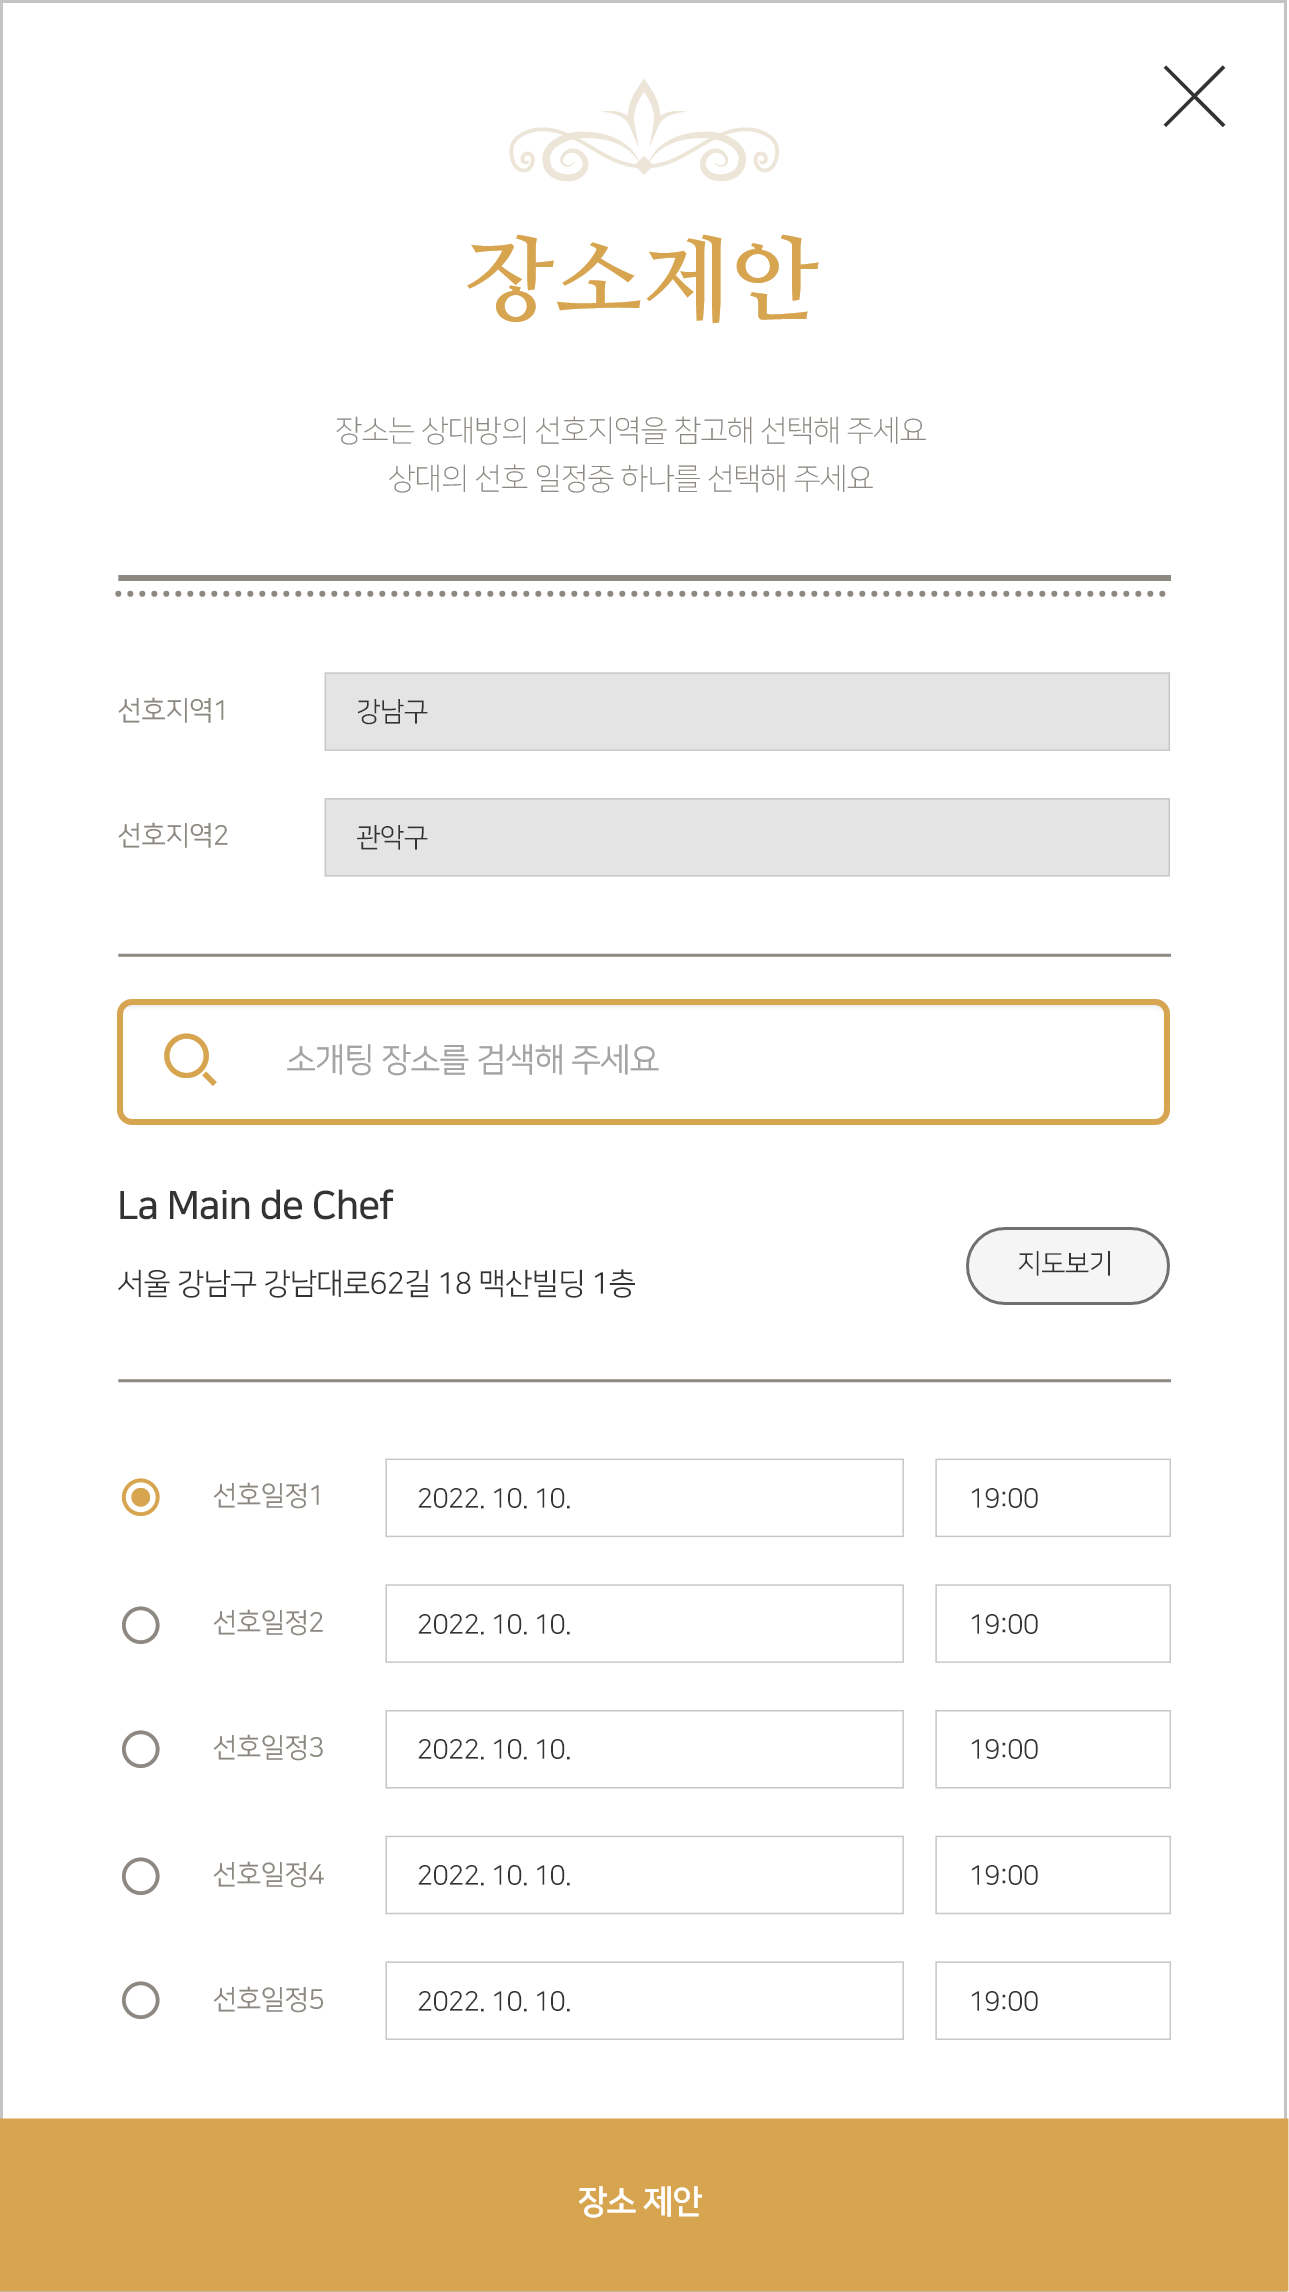 장소제안
장소는 상대방의 선호지역을 참고해 선택해 주세요
상대의 선호 일정중 하나를 선택해 주세요
선호지역1 강남구
선호지역2 관악구
소개팅 장소를 검색해 주세요
La Main de Chef
서울 강남구 강남대로62길 18 맥산빌딩 1층
지도보기
선호일정1 2022. 10. 10. 19:00
선호일정2 2022. 10. 10. 19:00
선호일정3 2022. 10. 10. 19:00
선호일정4 2022. 10. 10. 19:00
선호일정5 2022. 10. 10. 19:00
장소 제안